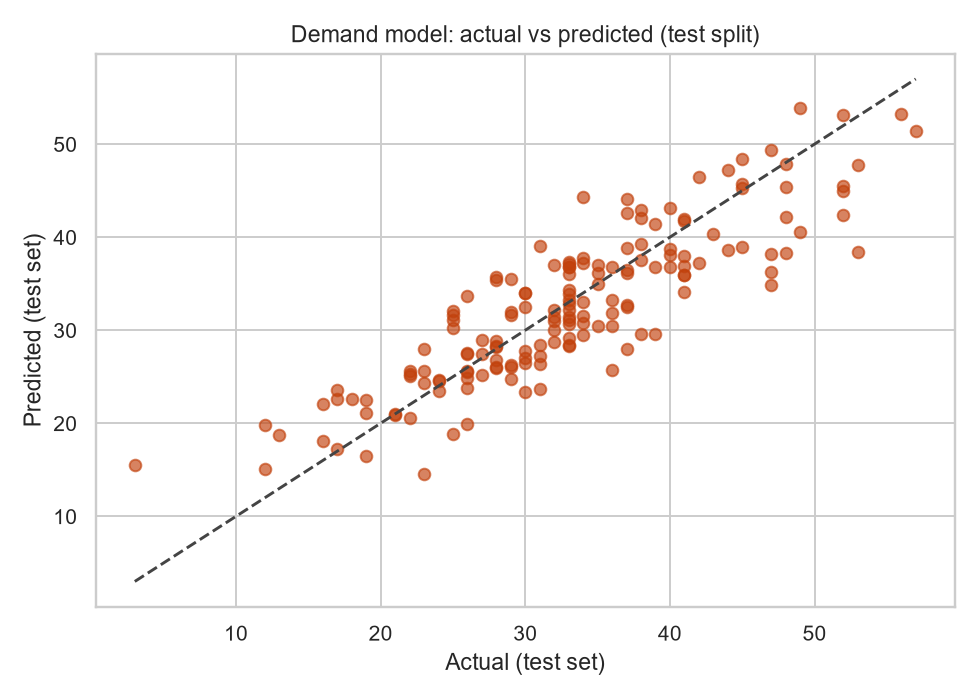 Demand model: actual vs predicted (test split)
Predicted (test set)
50
40
30
20
10
10 20 30 40 50
Actual (test set)